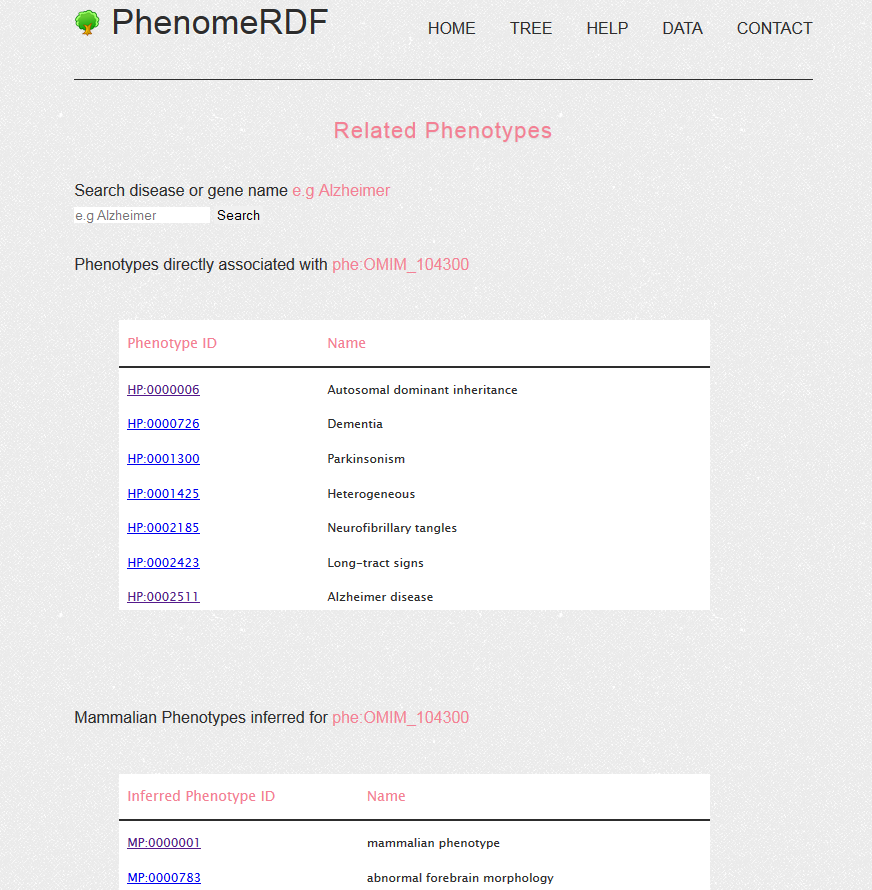 PhenomeRDF
HOME TREE HELP DATA CONTACT
Related Phenotypes
Search disease or gene name e.g Alzheimer
e.g Alzheimer Search
Phenotypes directly associated with phe:OMIM_104300
Phenotype ID Name
HP:0000006 Autosomal dominant inheritance
HP:0000726 Dementia
HP:0001300 Parkinsonism
HP:0001425 Heterogeneous
HP:0002185 Neurofibrillary tangles
HP:0002423 Long-tract signs
HP:0002511 Alzheimer disease
Mammalian Phenotypes inferred for phe:OMIM_104300
Inferred Phenotype ID Name
MP:0000001 mammalian phenotype
MP:0000783 abnormal forebrain morphology